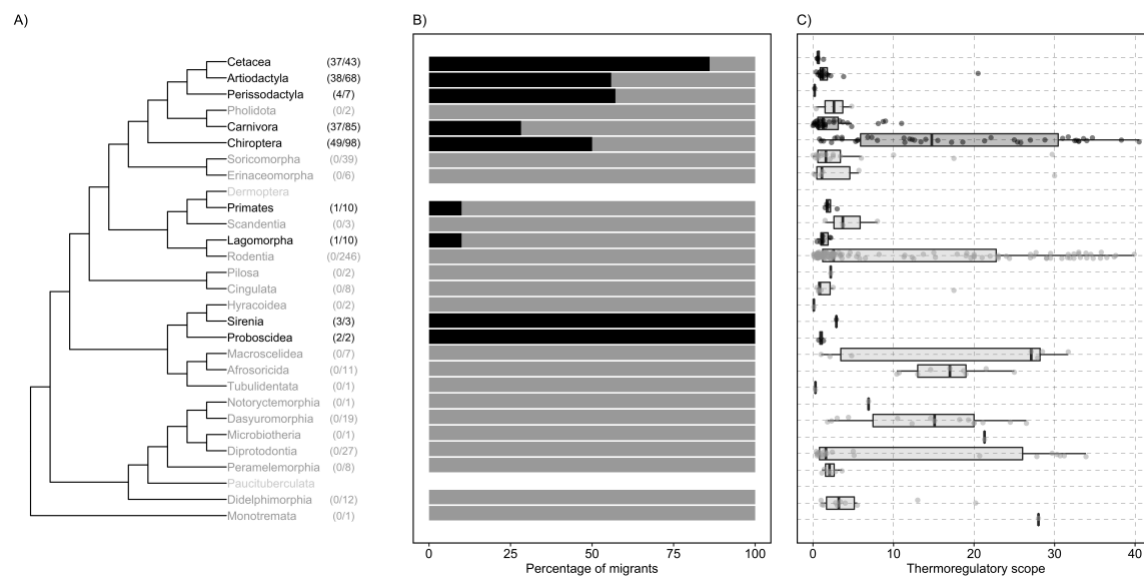 A)
B)
C)
Cetacea (37/43)
Artiodactyla (38/68)
Perissodactyla (4/7)
Pholidota (0/2)
Carnivora (37/85)
Chiroptera (49/98)
Soricomorpha (0/39)
Erinaceomorpha (0/6)
Dermoptera
Primates (1/10)
Scandentia (0/3)
Lagomorpha (1/10)
Rodentia (0/246)
Pilosa (0/2)
Cingulata (0/8)
Hyracoidea (0/2)
Sirenia (3/3)
Proboscidea (2/2)
Macroscelidea (0/7)
Afrosoricida (0/11)
Tubulidentata (0/1)
Notoryctemorphia (0/1)
Dasyuromorphia (0/19)
Microbiotheria (0/1)
Diprotodontia (0/27)
Peramelemorphia (0/8)
Paucituberculata
Didelphimorphia (0/12)
Monotremata (0/1)
0 25 50 75 100
Percentage of migrants
0 10 20 30 40
Thermoregulatory scope